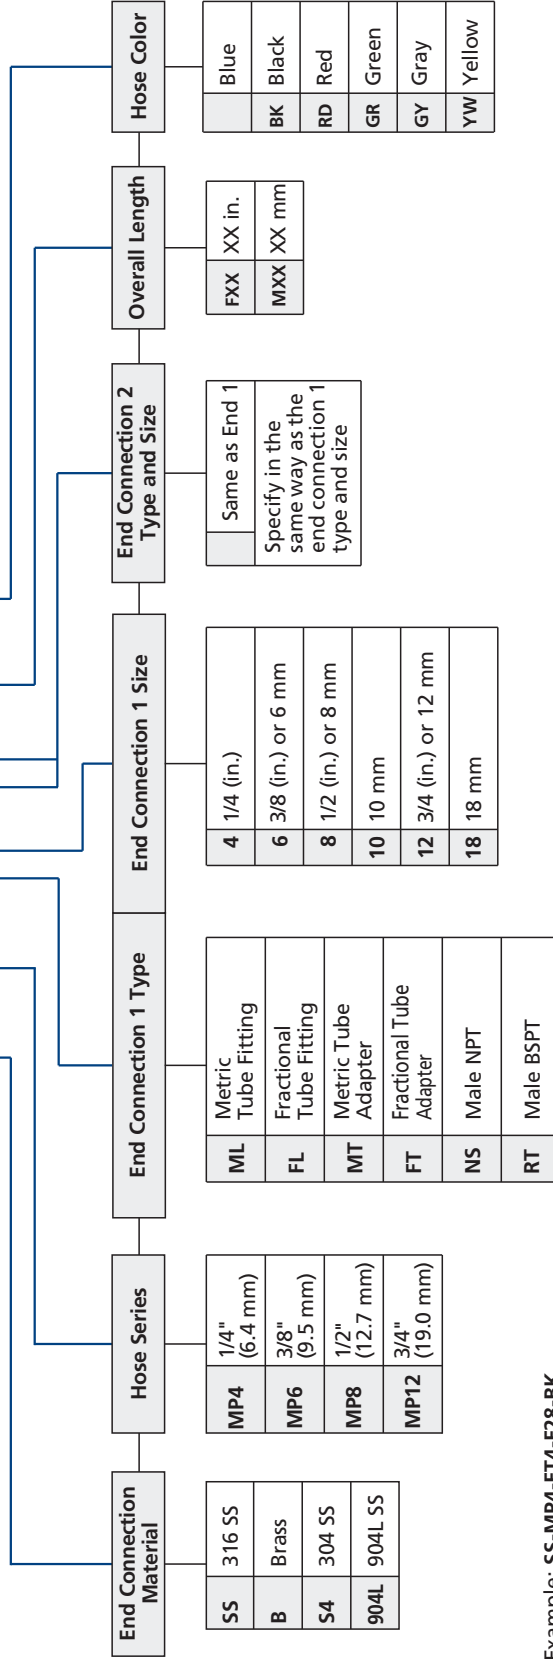 End Connection
Material
SS 316 SS
B Brass
S4 304 SS
904L 904L SS
Hose Series
MP4 1/4"
(6.4 mm)
MP6 3/8"
(9.5 mm)
MP8 1/2"
(12.7 mm)
MP12 3/4"
(19.0 mm)
End Connection 1 Type
ML Metric
Tube Fitting
FL Fractional
Tube Fitting
MT Metric Tube
Adapter
FT Fractional Tube
Adapter
NS Male NPT
RT Male BSPT
End Connection 1 Size
4 1/4 (in.)
6 3/8 (in.) or 6 mm
8 1/2 (in.) or 8 mm
10 10 mm
12 3/4 (in.) or 12 mm
18 18 mm
End Connection 2
Type and Size
Same as End 1
Specify in the
same way as the
end connection 1
type and size
Overall Length
FXX XX in.
MXX XX mm
Hose Color
Blue
BK Black
RD Red
GR Green
GY Gray
YW Yellow
Example: SS-MP4-FT4-F28-BK